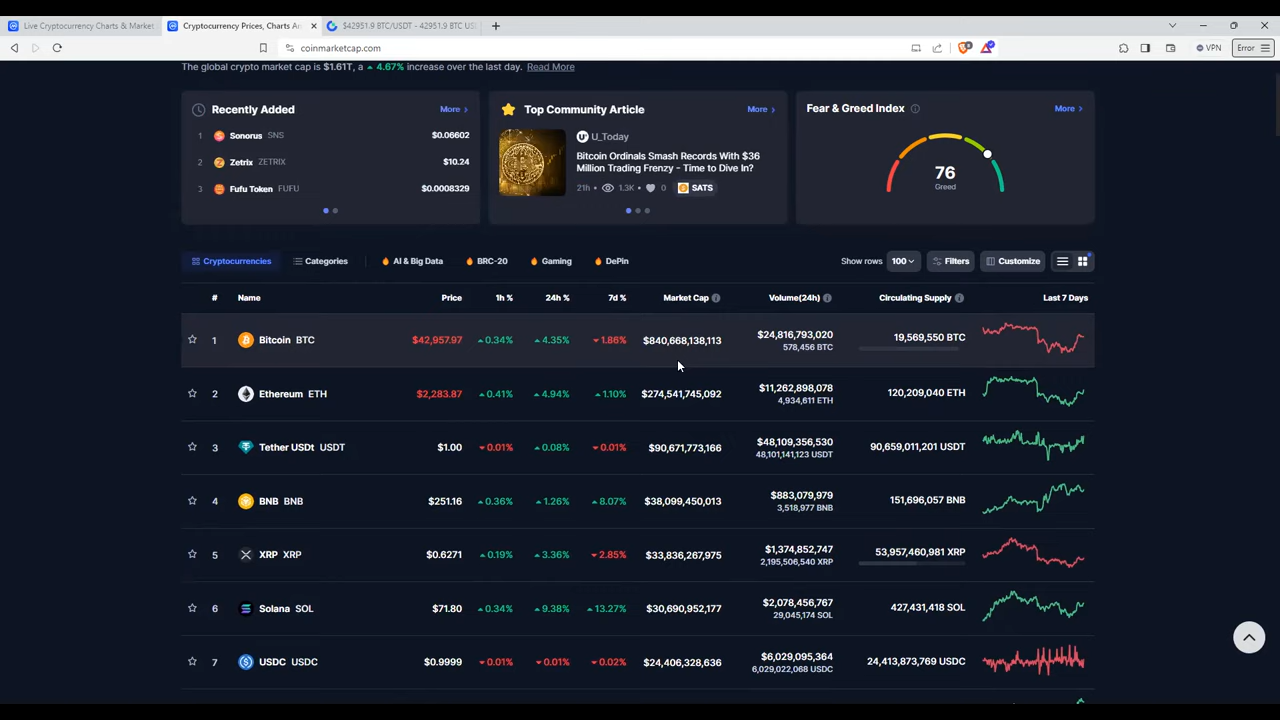 Live Cryptocurrency Charts & Market
Cryptocurrency Prices, Charts An
$42951.9 BTC/USDT - 42951.9 BTC US
coinmarketcap.com
VPN
Error
The global crypto market cap is $1.61T, a 4.67% increase over the last day. Read More
Recently Added
More
1 Sonorus SNS $0.06602
2 Zetrix ZETRIX $10.24
3 Fufu Token FUFU $0.0008329
Top Community Article
More
U_Today
Bitcoin Ordinals Smash Records With $36
Million Trading Frenzy - Time to Dive In?
21h • 1.3K • 0 SATS
Fear & Greed Index
More
76
Greed
Cryptocurrencies Categories AI & Big Data BRC-20 Gaming DePin Show rows 100 Filters Customize
# Name Price 1h % 24h % 7d % Market Cap Volume(24h) Circulating Supply Last 7 Days
1 Bitcoin BTC $42,957.97 0.34% 4.35% 1.86% $840,668,138,113 $24,816,793,020 19,569,550 BTC
578,456 BTC
2 Ethereum ETH $2,283.87 0.41% 4.94% 1.10% $274,541,745,092 $11,262,898,078 120,209,040 ETH
4,934,611 ETH
3 Tether USDt USDT $1.00 0.01% 0.08% 0.01% $90,671,773,166 $48,109,356,530 90,659,011,201 USDT
48,101,141,123 USDT
4 BNB BNB $251.16 0.36% 1.26% 8.07% $38,099,450,013 $883,079,979 151,696,057 BNB
3,518,977 BNB
5 XRP XRP $0.6271 0.19% 3.36% 2.85% $33,836,267,975 $1,374,852,747 53,957,460,981 XRP
2,195,506,540 XRP
6 Solana SOL $71.80 0.34% 9.38% 13.27% $30,690,952,177 $2,078,456,767 427,431,418 SOL
29,045,174 SOL
7 USDC USDC $0.9999 0.01% 0.01% 0.02% $24,406,328,636 $6,029,095,364 24,413,873,769 USDC
6,029,022,068 USDC